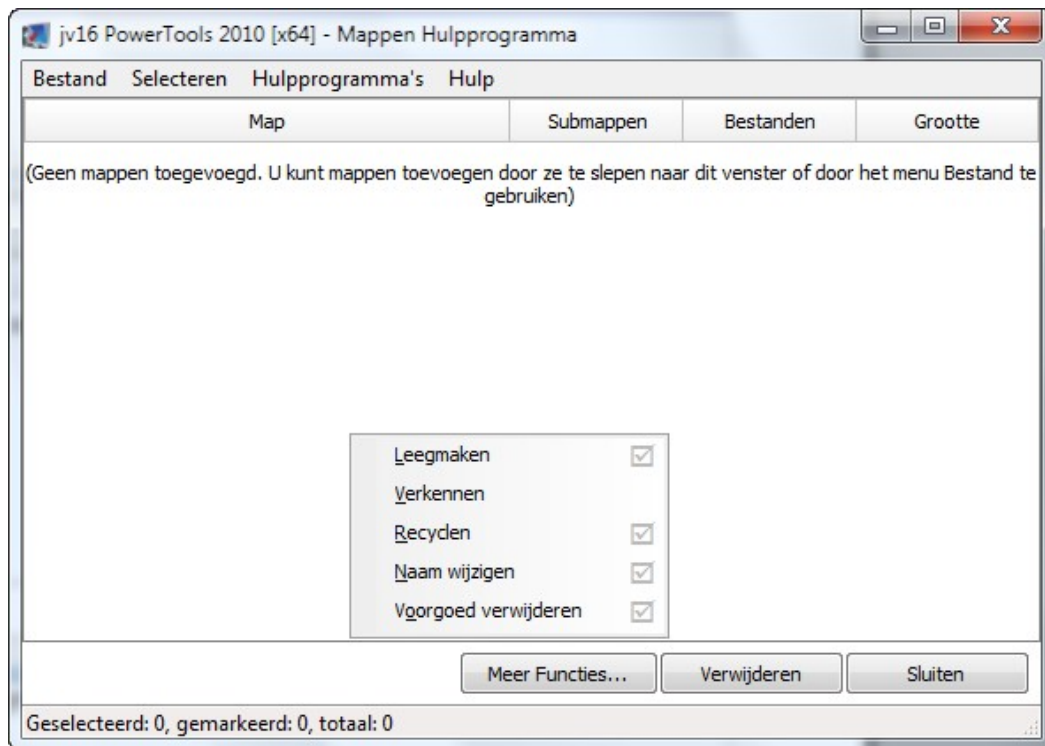 jv16 PowerTools 2010 [x64] - Mappen Hulpprogramma
Bestand Selecteren Hulpprogramma's Hulp
Map Submappen Bestanden Grootte
(Geen mappen toegevoegd. U kunt mappen toevoegen door ze te slepen naar dit venster of door het menu Bestand te
gebruiken)
Leegmaken
Verkennen
Recyclen
Naam wijzigen
Voorgoed verwijderen
Meer Functies... Verwijderen Sluiten
Geselecteerd: 0, gemarkeerd: 0, totaal: 0